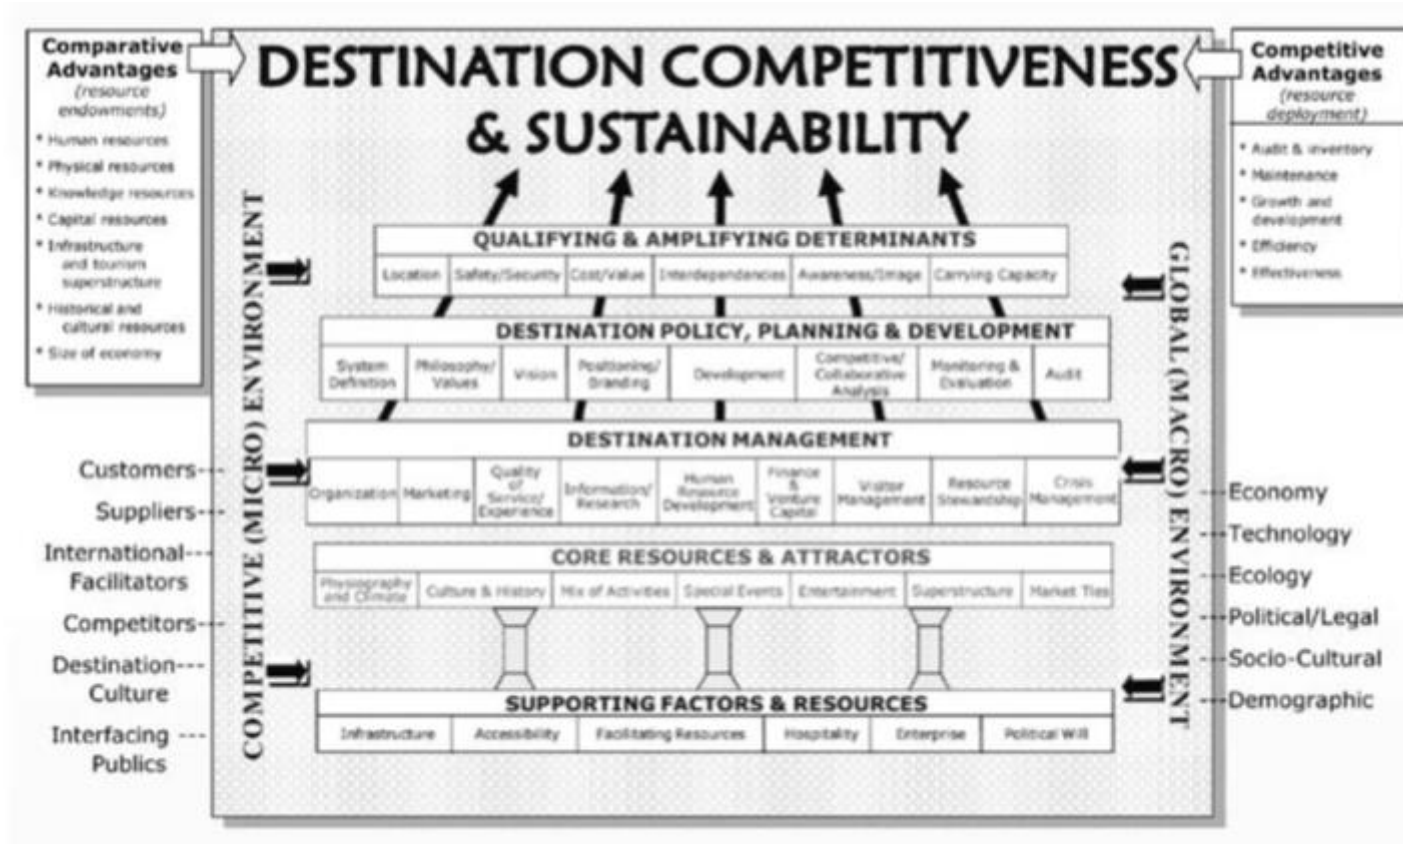 Comparative
Advantages
(resource
endowments)
* Human resources
* Physical resources
* Knowledge resources
* Capital resources
* Infrastructure
and tourism
superstructure
* Historical and
cultural resources
* Size of economy
DESTINATION COMPETITIVENESS
& SUSTAINABILITY
Competitive
Advantages
(resource
deployment)
* Audit & inventory
* Maintenance
* Growth and
development
* Efficiency
* Effectiveness
COMPETITIVE (MICRO) ENVIRONMENT
GLOBAL (MACRO) ENVIRONMENT
QUALIFYING & AMPLIFYING DETERMINANTS
Location
Safety/Security
Cost/Value
Interdependencies
Awareness/Image
Carrying Capacity
DESTINATION POLICY, PLANNING & DEVELOPMENT
System
Definition
Philosophy/
Values
Vision
Positioning/
Branding
Development
Competitive/
Collaborative
Analysis
Monitoring &
Evaluation
Audit
DESTINATION MANAGEMENT
Organization
Marketing
Quality
of
Service/
Experience
Information/
Research
Human
Resource
Development
Finance
&
Venture
Capital
Visitor
Management
Resource
Stewardship
Crisis
Management
CORE RESOURCES & ATTRACTORS
Physiography
and Climate
Culture & History
Mix of Activities
Special Events
Entertainment
Superstructure
Market Ties
SUPPORTING FACTORS & RESOURCES
Infrastructure
Accessibility
Facilitating Resources
Hospitality
Enterprise
Political Will
Customers
Suppliers
International
Facilitators
Competitors
Destination
Culture
Interfacing
Publics
Economy
Technology
Ecology
Political/Legal
Socio-Cultural
Demographic